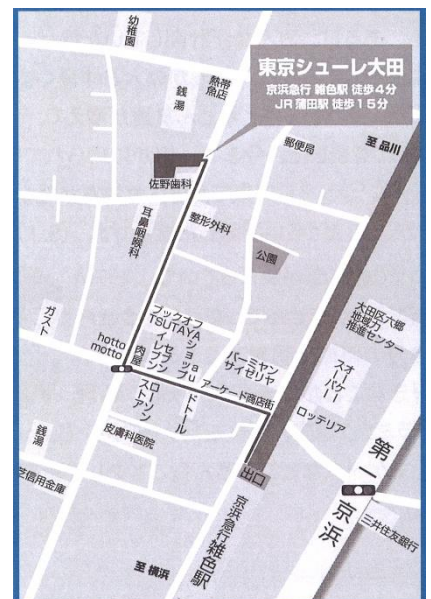 幼稚園
銭湯
熱帯魚店
東京シューレ大田
京浜急行 雑色駅 徒歩4分
JR 蒲田駅 徒歩15分
郵便局
至 品川
佐野歯科
耳鼻咽喉科
整形外科
公園
ガスト
hotto motto
肉屋
ブックオフ
TSUTAYA
セブンイレブン
auショップ
バーミヤン
サイゼリヤ
大田区六郷地域力推進センター
オーケースーパー
アーケード商店街
ローソンストア
ドトール
ロッテリア
皮膚科医院
銭湯
芝信用金庫
出口
京浜急行雑色駅
第一京浜
三井住友銀行
至 横浜